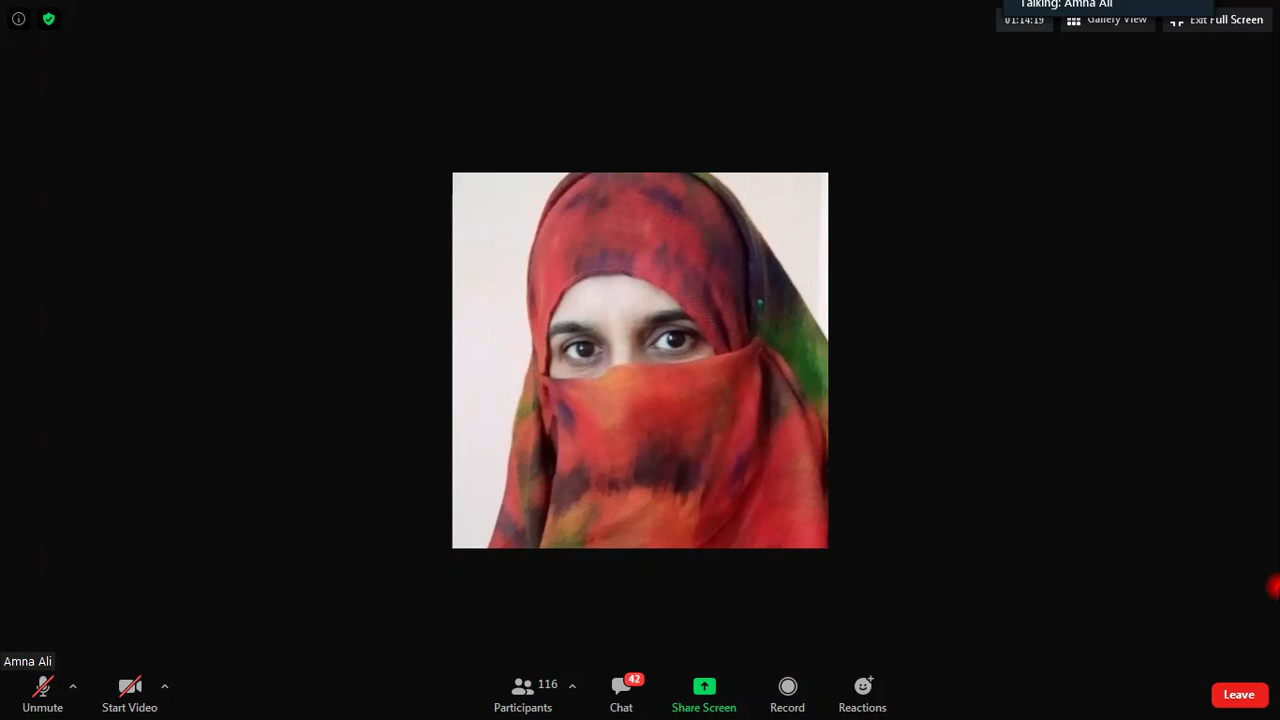 Talking: Amna Ali
01:14:19
Gallery View
Exit Full Screen
Amna Ali
Unmute
Start Video
116
Participants
42
Chat
Share Screen
Record
Reactions
Leave